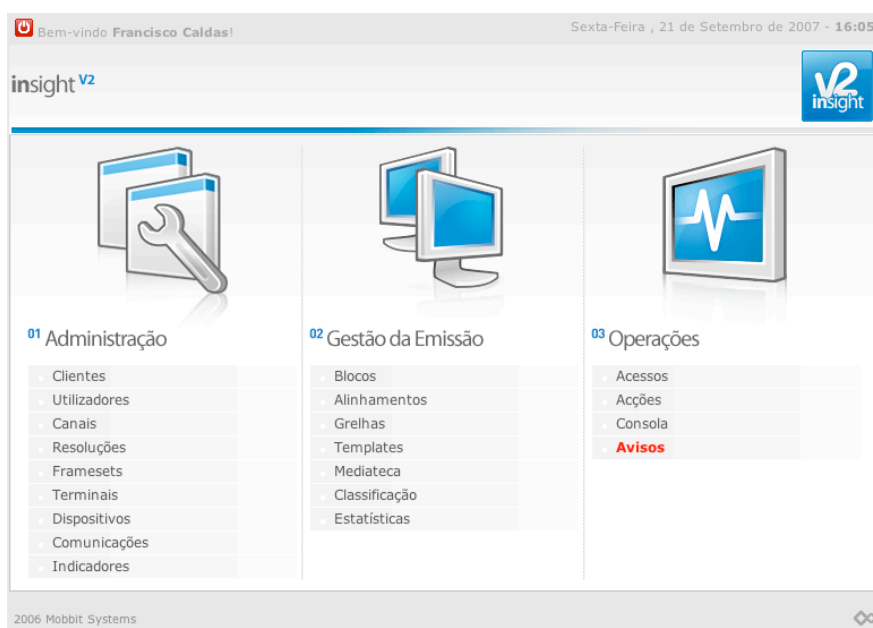 Bem-vindo Francisco Caldas!
Sexta-Feira , 21 de Setembro de 2007 - 16:05
insight V2
V2
insight
01 Administração
Clientes
Utilizadores
Canais
Resoluções
Framesets
Terminais
Dispositivos
Comunicações
Indicadores
02 Gestão da Emissão
Blocos
Alinhamentos
Grelhas
Templates
Mediateca
Classificação
Estatísticas
03 Operações
Acessos
Acções
Consola
Avisos
2006 Mobbit Systems